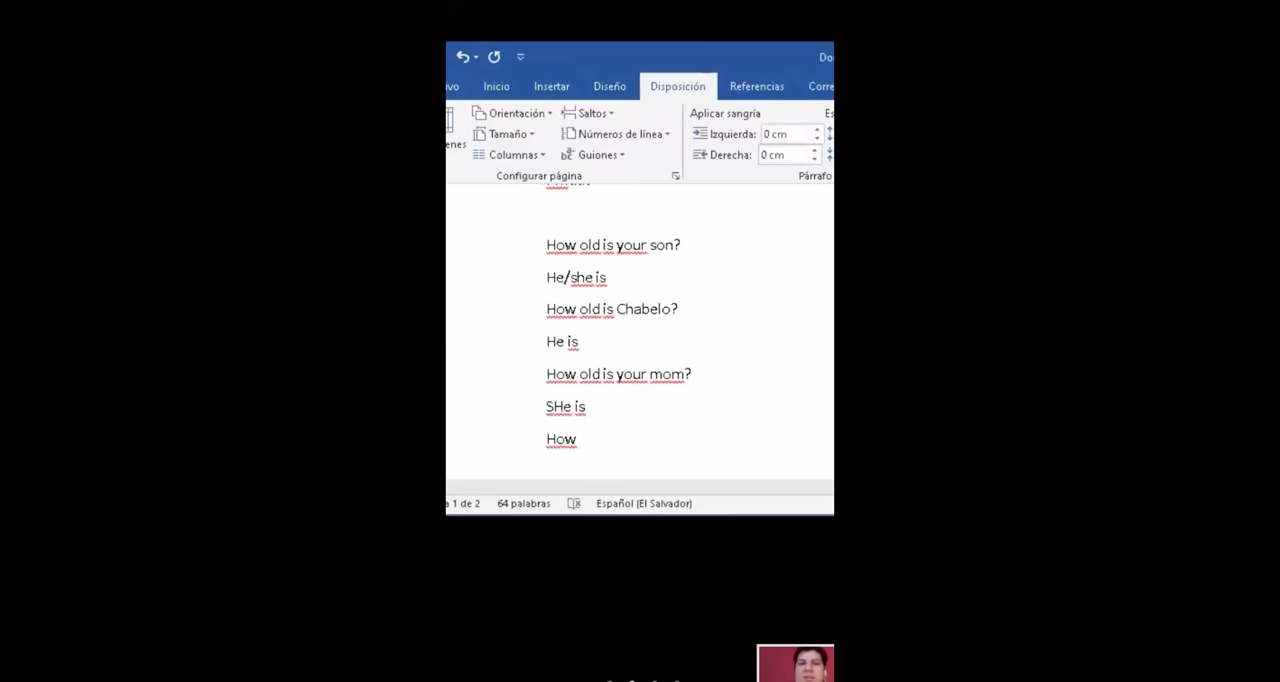 Do
vo Inicio Insertar Diseño Disposición Referencias Corre
Orientación Saltos Aplicar sangría Es
Tamaño Números de línea Izquierda: 0 cm
enes Columnas Guiones Derecha: 0 cm
Configurar página Párrafo
How old is your son?
He/she is
How old is Chabelo?
He is
How old is your mom?
SHe is
How
a 1 de 2 64 palabras Español (El Salvador)